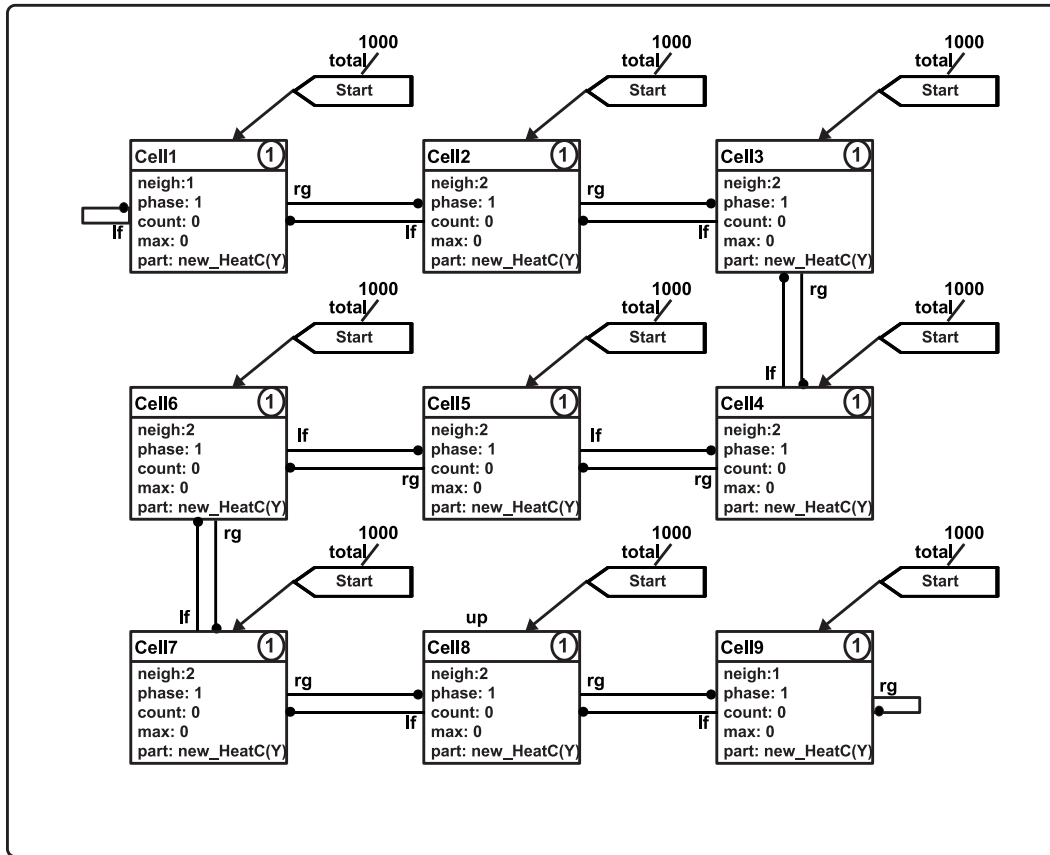 1000
total
Start
1000
total
Start
1000
total
Start
Cell1 1
neigh:1
phase: 1
count: 0
max: 0
part: new_HeatC(Y)
lf
rg
lf
Cell2 1
neigh:2
phase: 1
count: 0
max: 0
part: new_HeatC(Y)
rg
lf
Cell3 1
neigh:2
phase: 1
count: 0
max: 0
part: new_HeatC(Y)
rg
lf
1000
total
Start
1000
total
Start
1000
total
Start
Cell6 1
neigh:2
phase: 1
count: 0
max: 0
part: new_HeatC(Y)
lf
rg
Cell5 1
neigh:2
phase: 1
count: 0
max: 0
part: new_HeatC(Y)
lf
rg
Cell4 1
neigh:2
phase: 1
count: 0
max: 0
part: new_HeatC(Y)
rg
lf
1000
total
Start
1000
total
Start
1000
total
Start
up
Cell7 1
neigh:2
phase: 1
count: 0
max: 0
part: new_HeatC(Y)
rg
lf
Cell8 1
neigh:2
phase: 1
count: 0
max: 0
part: new_HeatC(Y)
rg
lf
Cell9 1
neigh:1
phase: 1
count: 0
max: 0
part: new_HeatC(Y)
rg